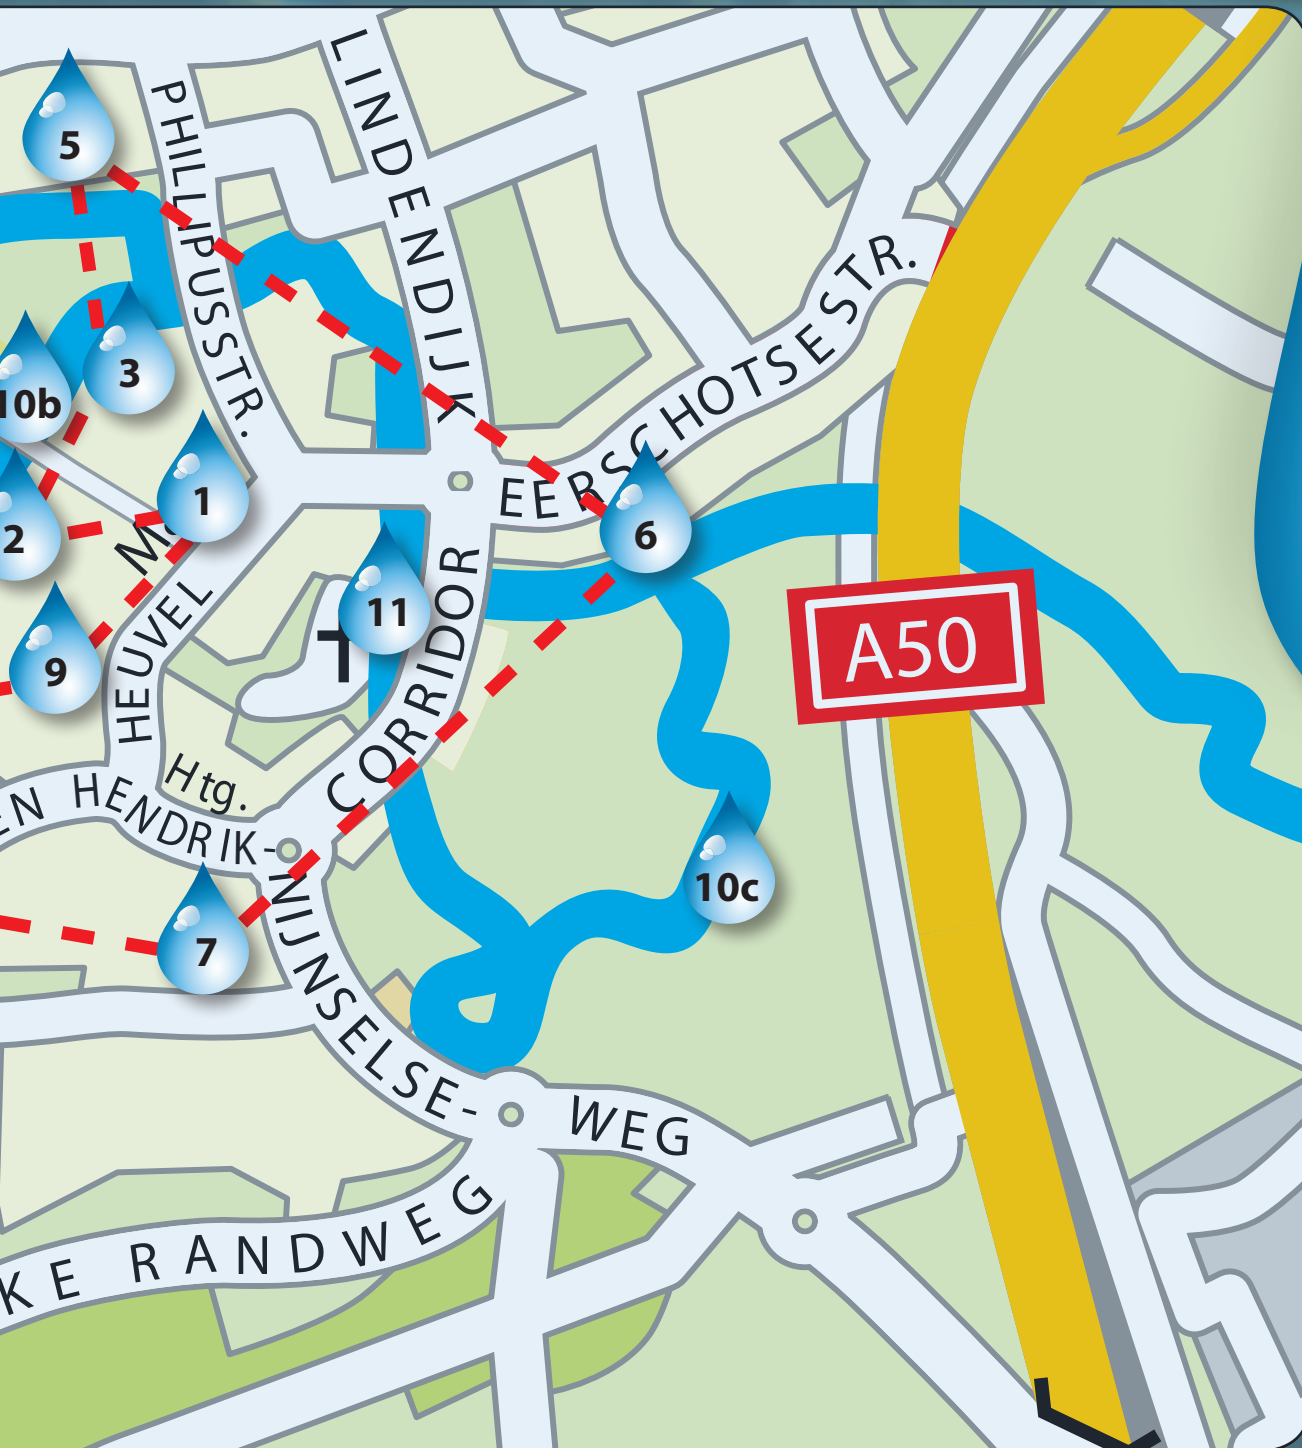 5
PHILLIPUSSTR.
LINDENDIJK
3
10b
EERSCHOTSESTR.
1
2
6
11
9
A50
HEUVEL
CORRIDOR
Htg.
EN HENDRIK-
10c
7
NIJNSELSE-
WEG
KE RANDWEG